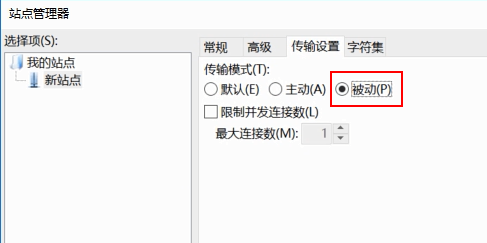 站点管理器
选择项(S):
我的站点
新站点
常规 高级 传输设置 字符集
传输模式(T):
默认(E) 主动(A) 被动(P)
限制并发连接数(L)
最大连接数(M): 1